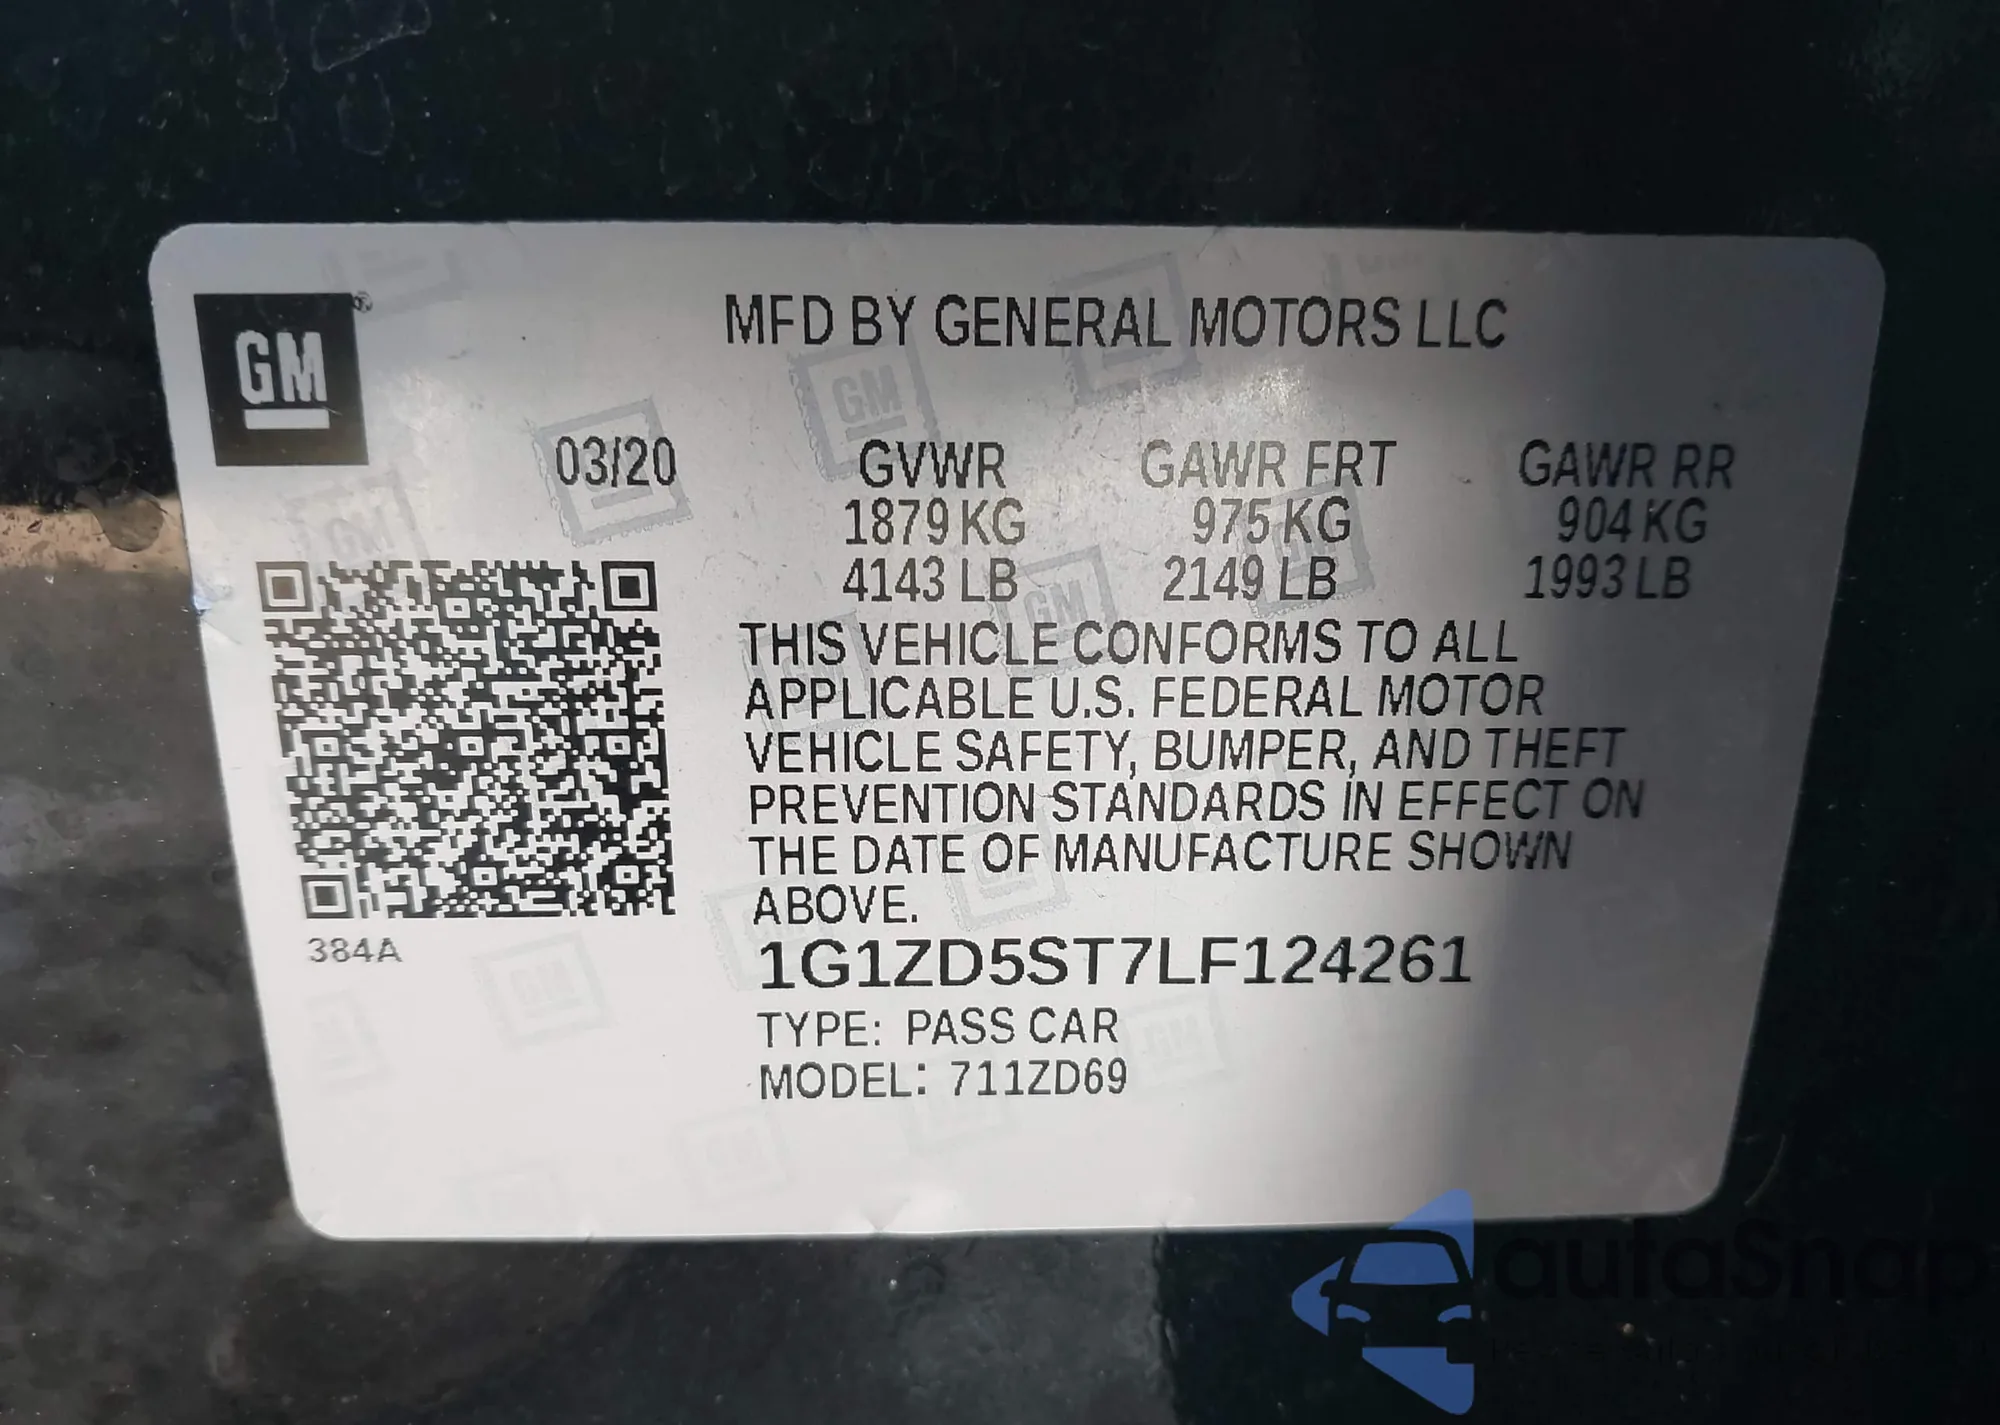 GM®
MFD BY GENERAL MOTORS LLC
03/20 GVWR GAWR FRT GAWR RR
1879 KG 975 KG 904 KG
4143 LB 2149 LB 1993 LB
THIS VEHICLE CONFORMS TO ALL
APPLICABLE U.S. FEDERAL MOTOR
VEHICLE SAFETY, BUMPER, AND THEFT
PREVENTION STANDARDS IN EFFECT ON
THE DATE OF MANUFACTURE SHOWN
ABOVE.
384A
1G1ZD5ST7LF124261
TYPE: PASS CAR
MODEL: 711ZD69
autaSnap